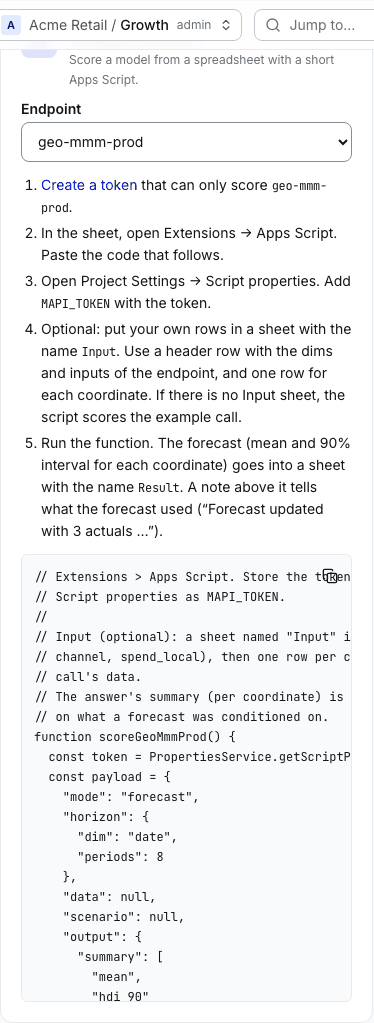 A Acme Retail / Growth admin
Jump to...
Score a model from a spreadsheet with a short
Apps Script.
Endpoint
geo-mmm-prod
1. Create a token that can only score geo-mmm-
prod.
2. In the sheet, open Extensions → Apps Script.
Paste the code that follows.
3. Open Project Settings → Script properties. Add
MAPI_TOKEN with the token.
4. Optional: put your own rows in a sheet with the
name Input. Use a header row with the dims
and inputs of the endpoint, and one row for
each coordinate. If there is no Input sheet, the
script scores the example call.
5. Run the function. The forecast (mean and 90%
interval for each coordinate) goes into a sheet
with the name Result. A note above it tells
what the forecast used (“Forecast updated
with 3 actuals …”).
// Extensions > Apps Script. Store the token
// Script properties as MAPI_TOKEN.
//
// Input (optional): a sheet named "Input" i
// channel, spend_local), then one row per c
// call's data.
// The answer's summary (per coordinate) is
// on what a forecast was conditioned on.
function scoreGeoMmmProd() {
const token = PropertiesService.getScriptP
const payload = {
"mode": "forecast",
"horizon": {
"dim": "date",
"periods": 8
},
"data": null,
"scenario": null,
"output": {
"summary": [
"mean",
"hdi_90"